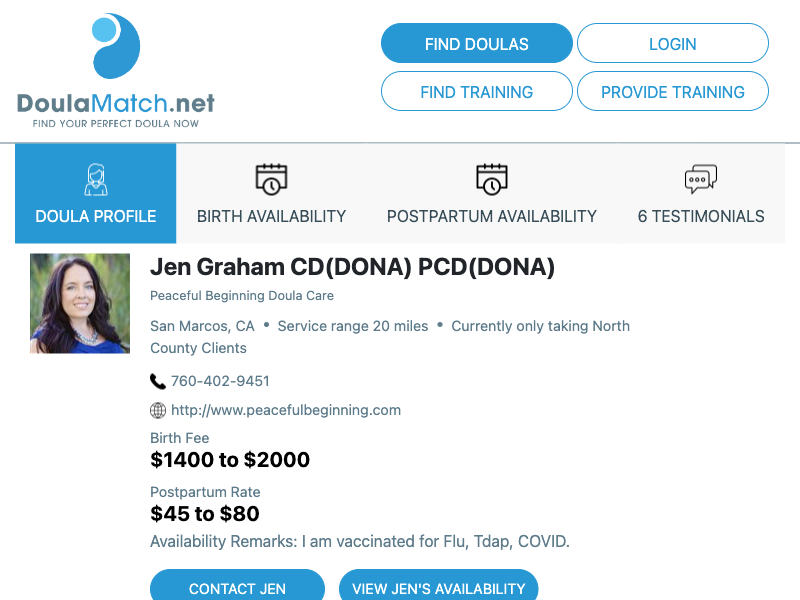 DoulaMatch.net
FIND YOUR PERFECT DOULA NOW
FIND DOULAS
LOGIN
FIND TRAINING
PROVIDE TRAINING
DOULA PROFILE
BIRTH AVAILABILITY
POSTPARTUM AVAILABILITY
6 TESTIMONIALS
Jen Graham CD(DONA) PCD(DONA)
Peaceful Beginning Doula Care
San Marcos, CA • Service range 20 miles • Currently only taking North
County Clients
760-402-9451
http://www.peacefulbeginning.com
Birth Fee
$1400 to $2000
Postpartum Rate
$45 to $80
Availability Remarks: I am vaccinated for Flu, Tdap, COVID.
CONTACT JEN
VIEW JEN'S AVAILABILITY